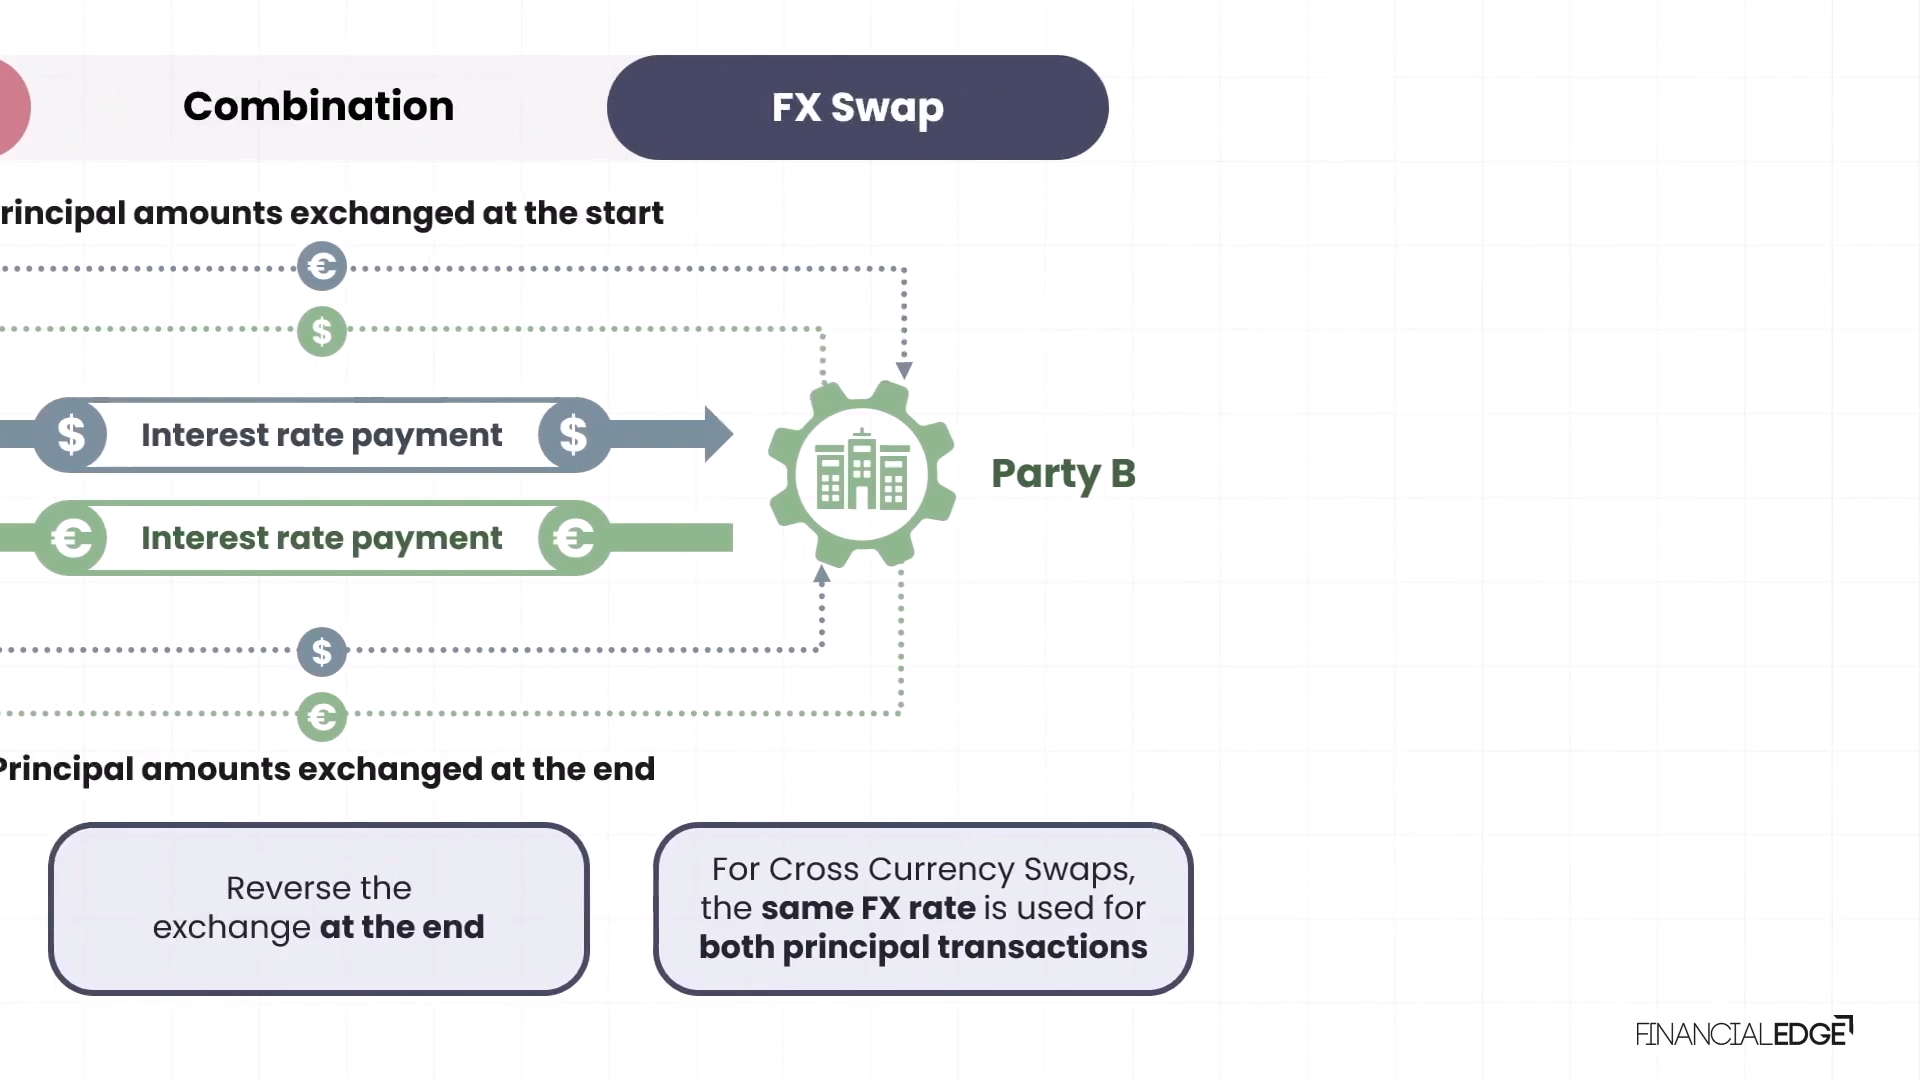 Combination
FX Swap
rincipal amounts exchanged at the start
€
$
$ Interest rate payment $
Party B
€ Interest rate payment €
$
€
Principal amounts exchanged at the end
Reverse the
exchange at the end
For Cross Currency Swaps,
the same FX rate is used for
both principal transactions
FINANCIALEDGE